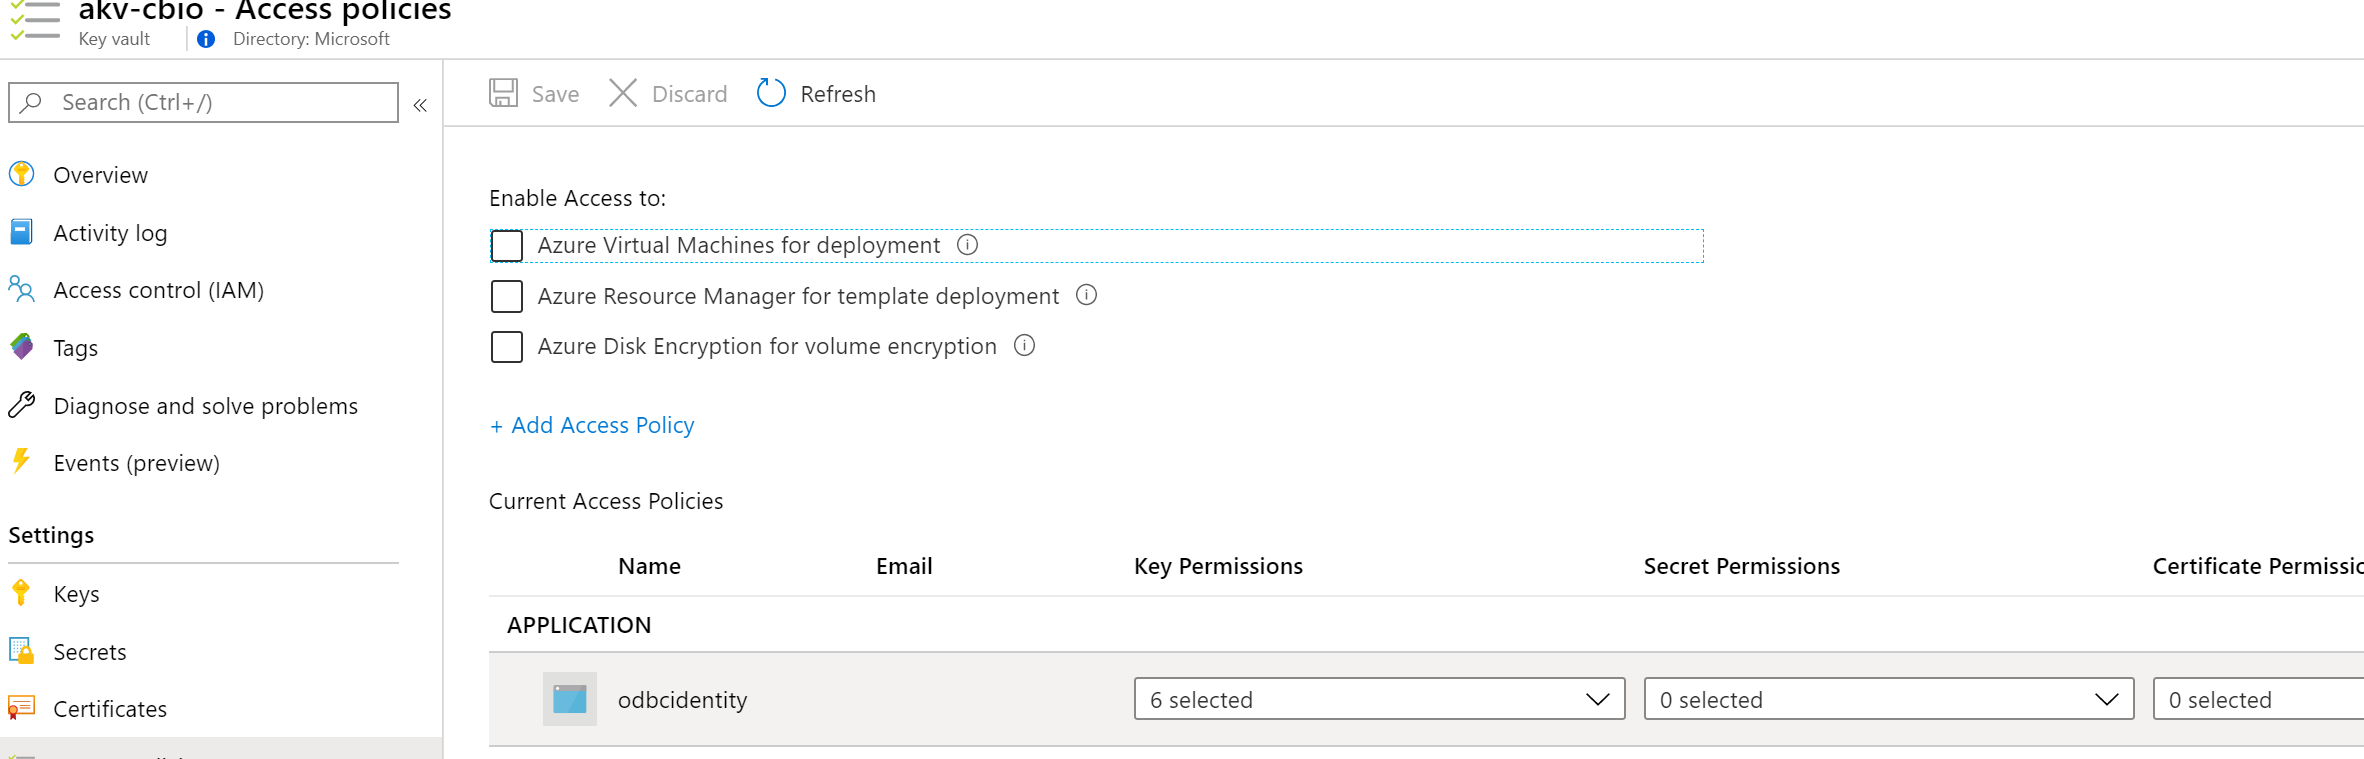 akv-cbio - Access policies
Key vault
Directory: Microsoft
Search (Ctrl+/)
«
Overview
Activity log
Access control (IAM)
Tags
Diagnose and solve problems
Events (preview)
Settings
Keys
Secrets
Certificates
Save
Discard
Refresh
Enable Access to:
Azure Virtual Machines for deployment
Azure Resource Manager for template deployment
Azure Disk Encryption for volume encryption
+ Add Access Policy
Current Access Policies
Name Email Key Permissions Secret Permissions Certificate
APPLICATION
odbcidentity 6 selected 0 selected 0 selected